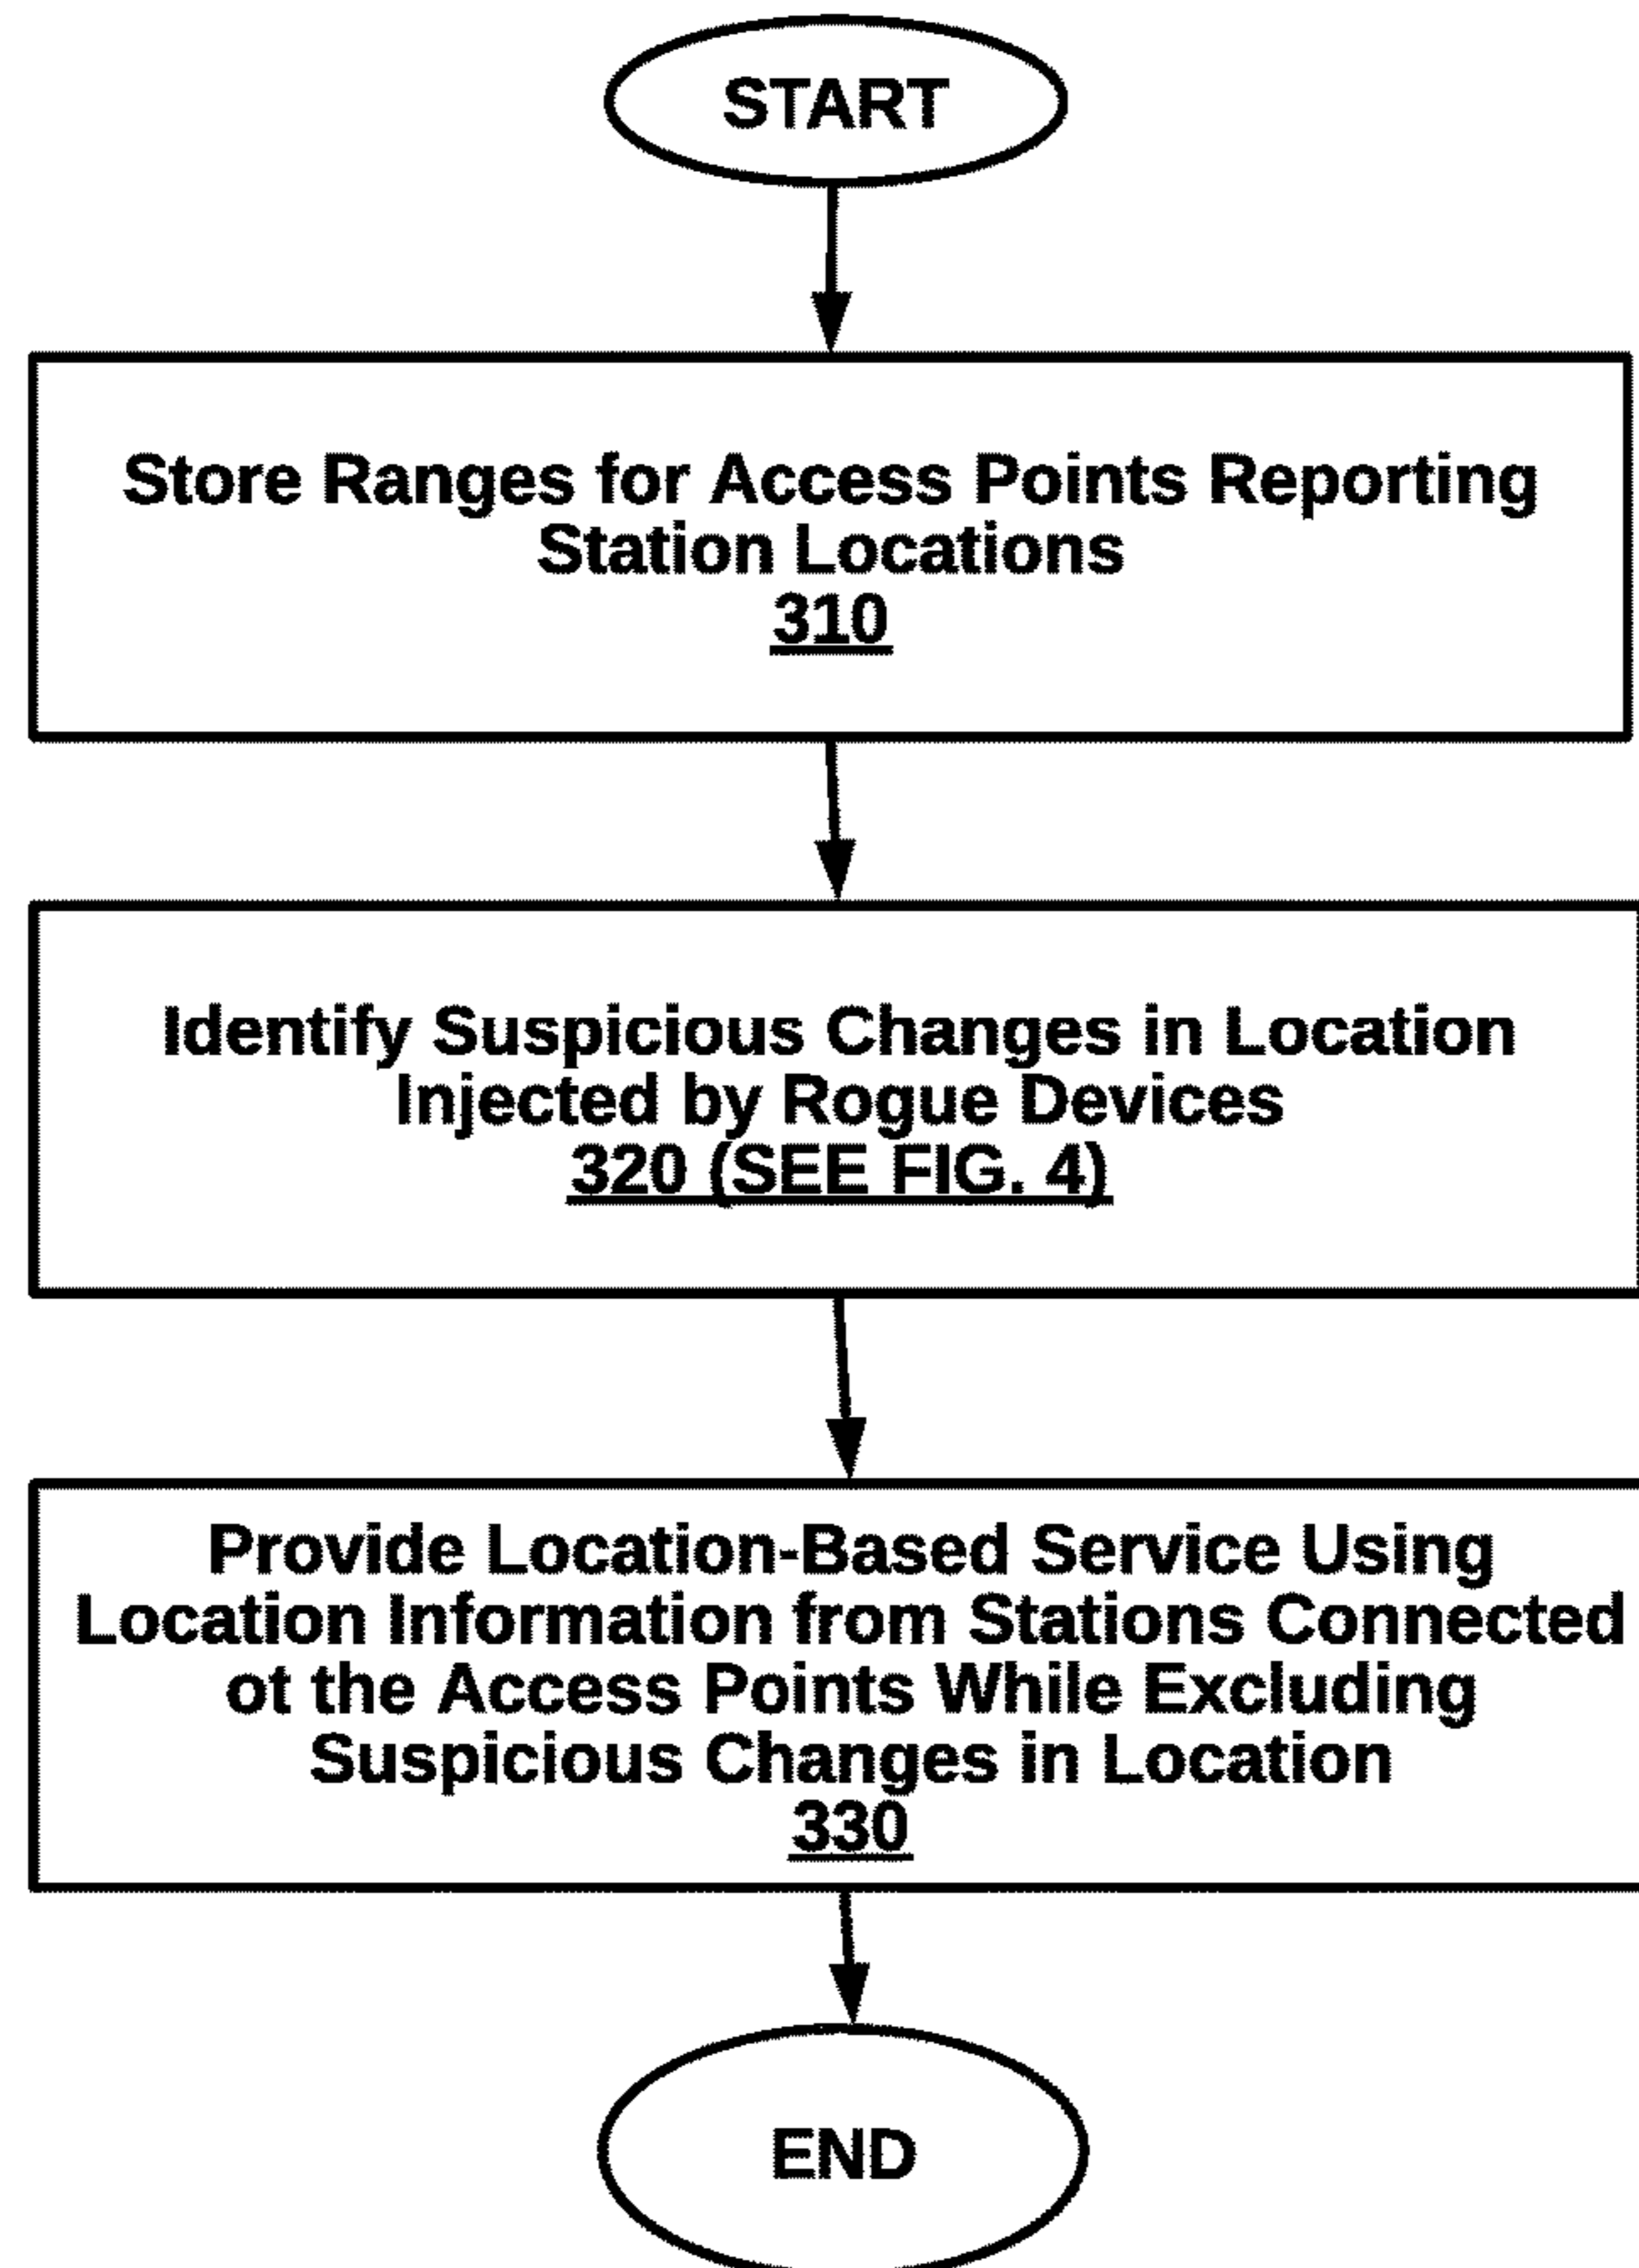 START
Store Ranges for Access Points Reporting
Station Locations
310
Identify Suspicious Changes in Location
Injected by Rogue Devices
320 (SEE FIG. 4)
Provide Location-Based Service Using
Location Information from Stations Connected
ot the Access Points While Excluding
Suspicious Changes in Location
330
END